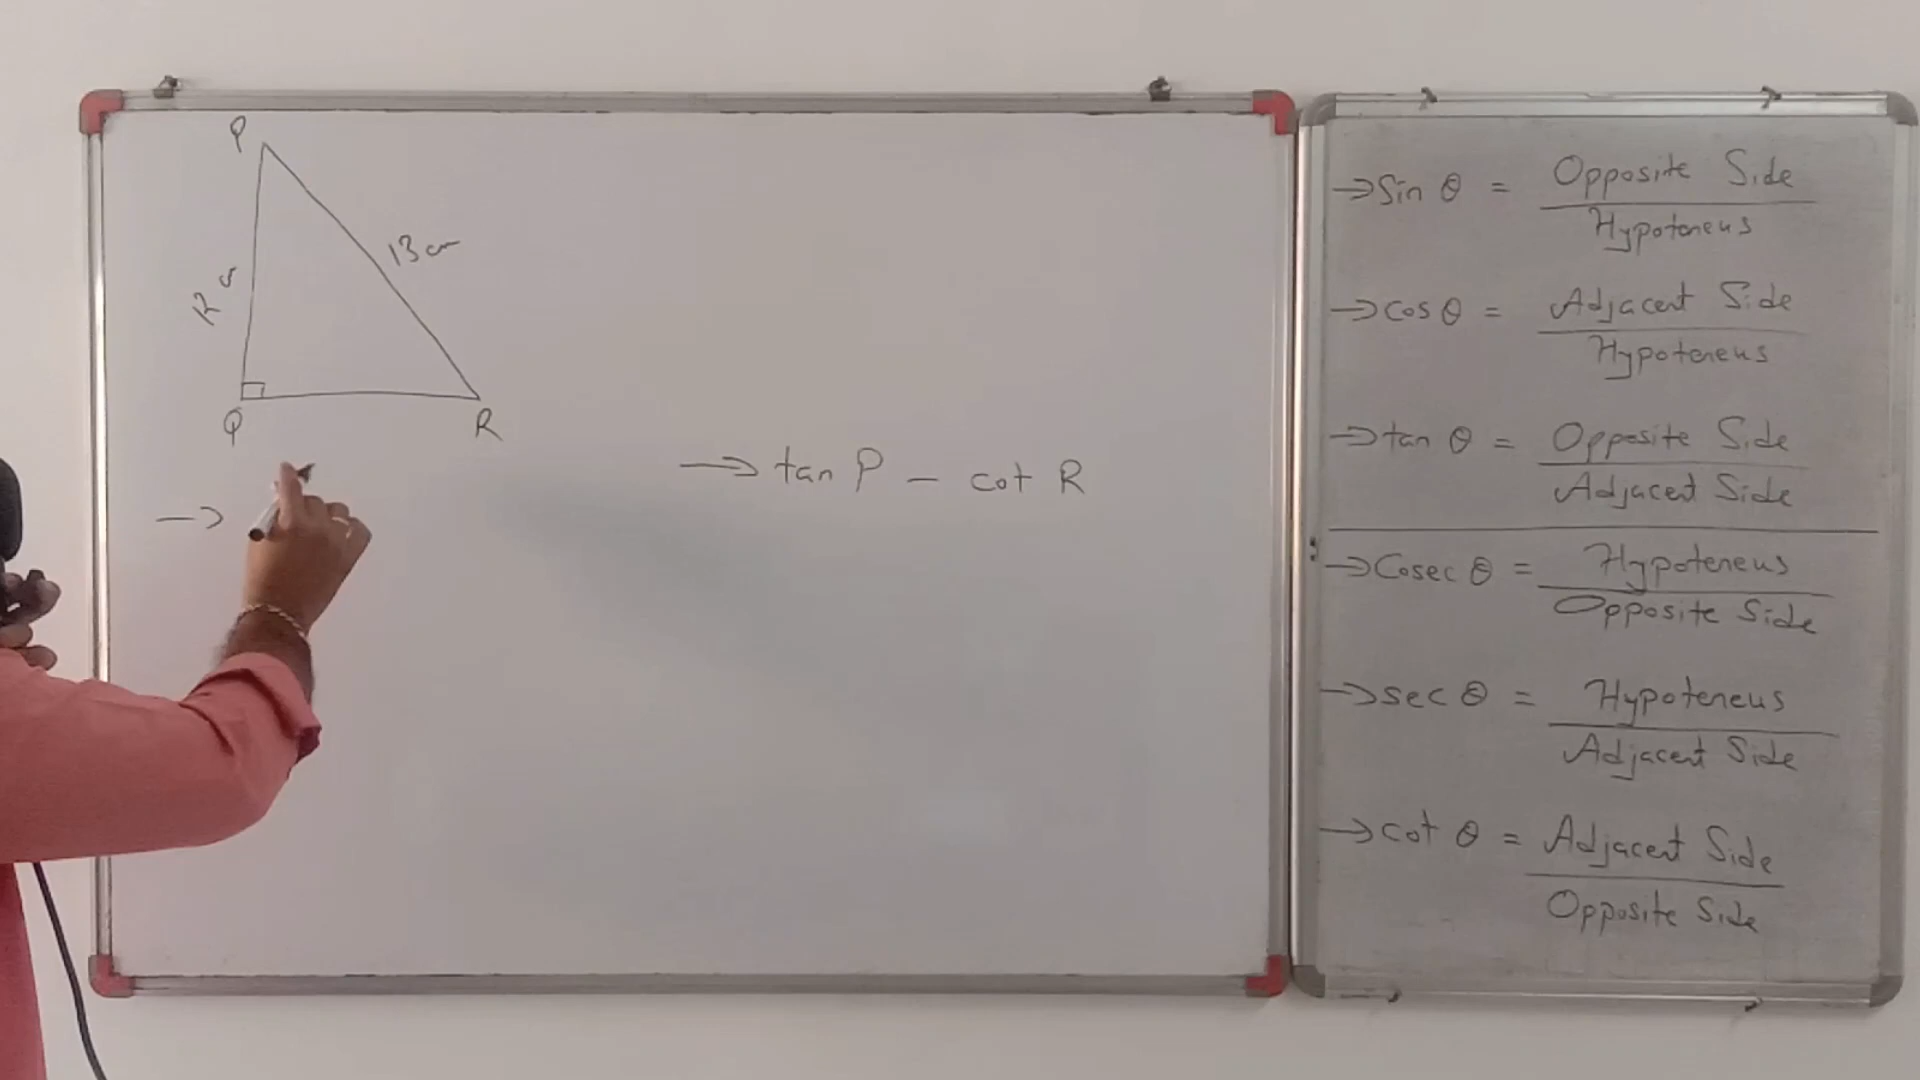 P
13 cm
12
Q
R
→
→ tan P - cot R
→ Sin θ = Opposite Side
Hypoteneus
→ cos θ = Adjacent Side
Hypoteneus
→ tan θ = Opposite Side
Adjacent Side
→ Cosec θ = Hypoteneus
Opposite Side
→ sec θ = Hypoteneus
Adjacent Side
→ cot θ = Adjacent Side
Opposite Side